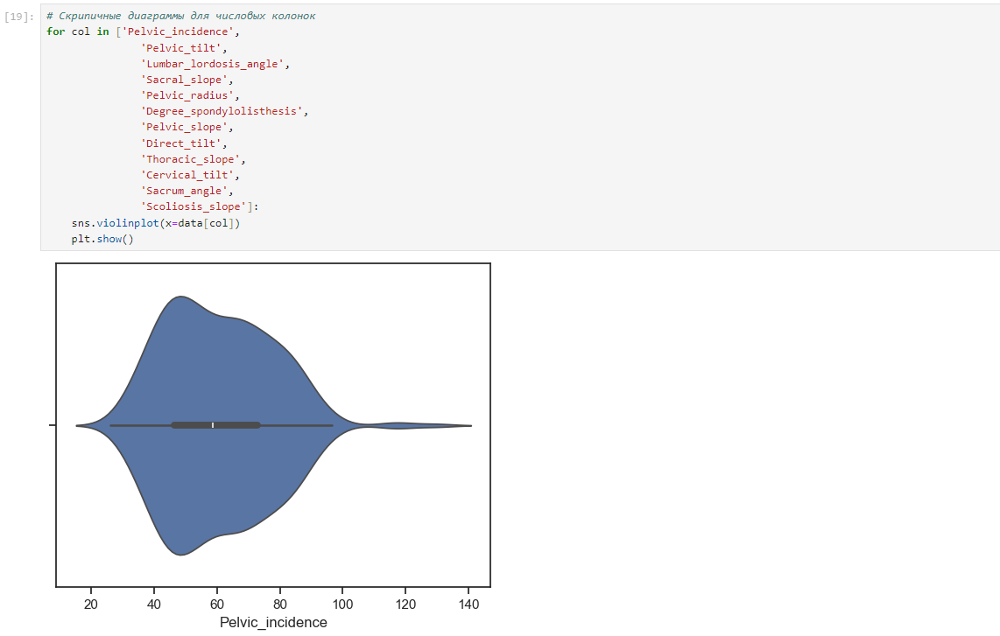 [19]: # Скрипичные диаграммы для числовых колонок
for col in ['Pelvic_incidence',
'Pelvic_tilt',
'Lumbar_lordosis_angle',
'Sacral_slope',
'Pelvic_radius',
'Degree_spondylolisthesis',
'Pelvic_slope',
'Direct_tilt',
'Thoracic_slope',
'Cervical_tilt',
'Sacrum_angle',
'Scoliosis_slope']:
sns.violinplot(x=data[col])
plt.show()
20 40 60 80 100 120 140
Pelvic_incidence